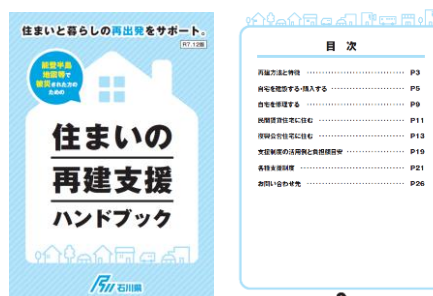 住まいと暮らしの再出発をサポート。
R7.12版
能登半島
地震等で
被災された方の
ための
住まいの
再建支援
ハンドブック
石川県
目 次
再建方法と特徴 P3
自宅を建設する・購入する P5
自宅を修理する P9
民間賃貸住宅に住む P11
復興公営住宅に住む P13
支援制度の活用例と負担額目安 P19
各種支援制度 P21
お問い合わせ先 P26